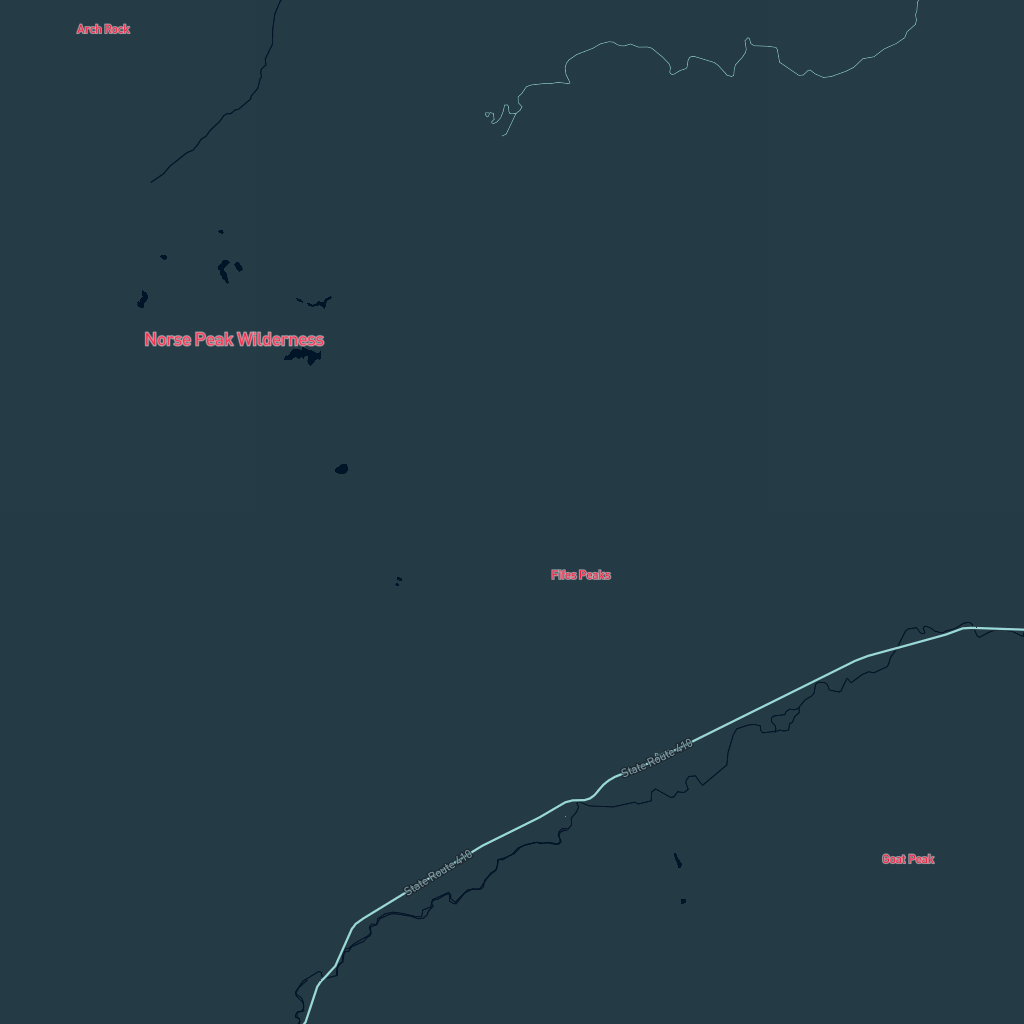 Arch Rock
Norse Peak Wilderness
Fifes Peaks
State Route 410
State Route 410
Goat Peak